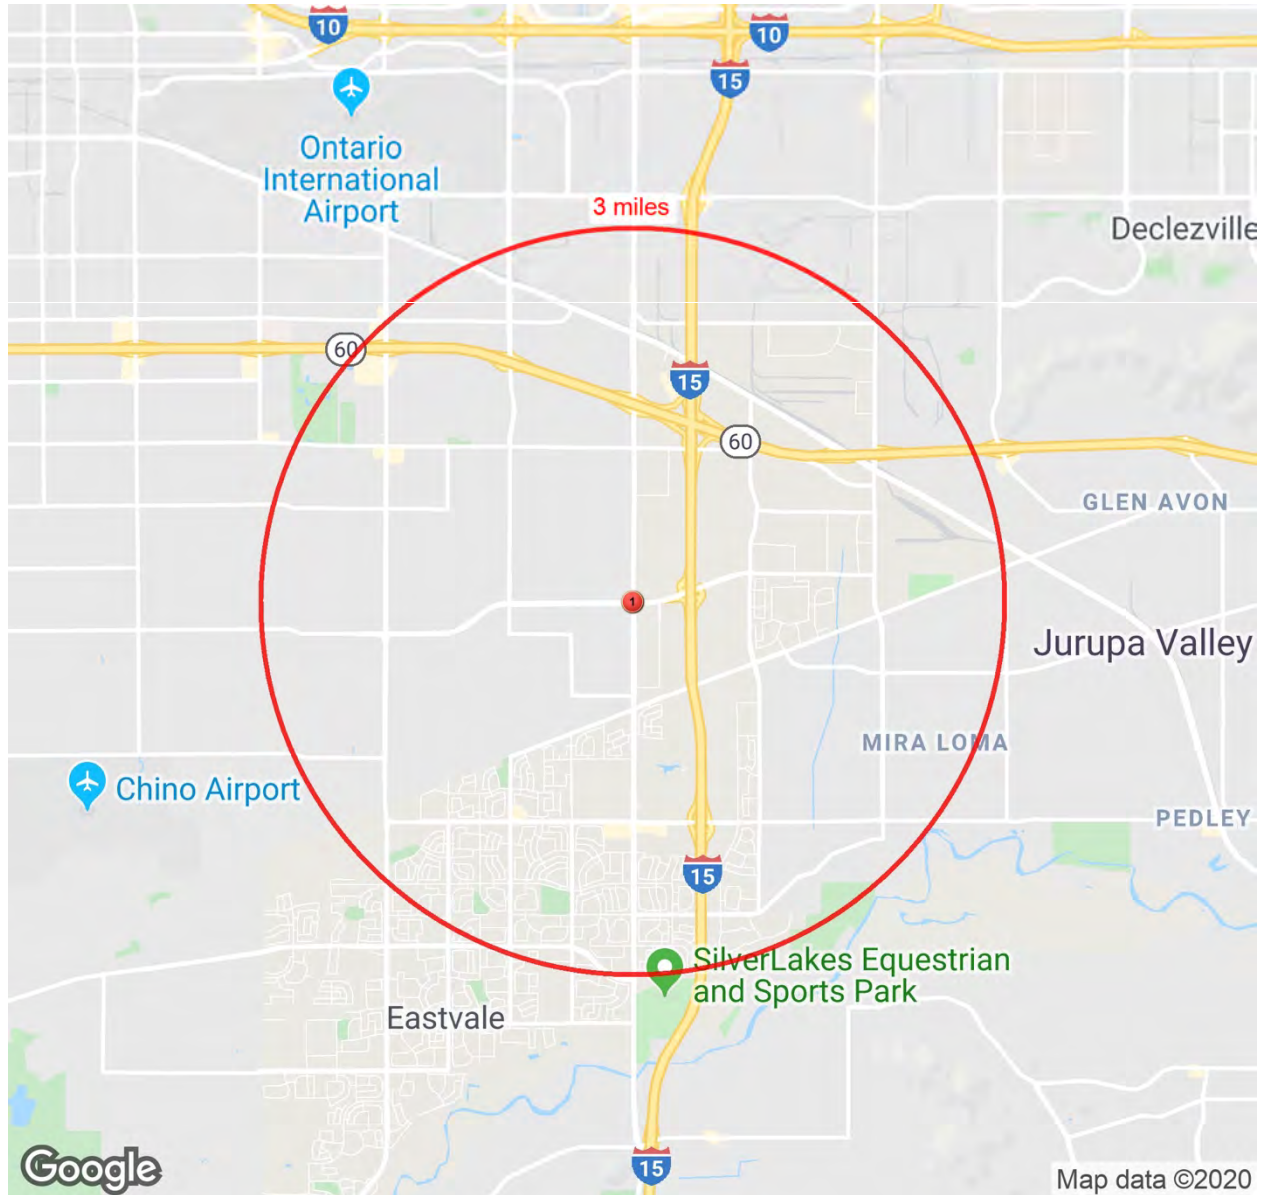 10
10
15
Ontario
International
Airport
3 miles
Declezville
60
15
60
GLEN AVON
1
Jurupa Valley
MIRA LOMA
Chino Airport
PEDLEY
15
SilverLakes Equestrian
and Sports Park
Eastvale
15
Google
Map data ©2020